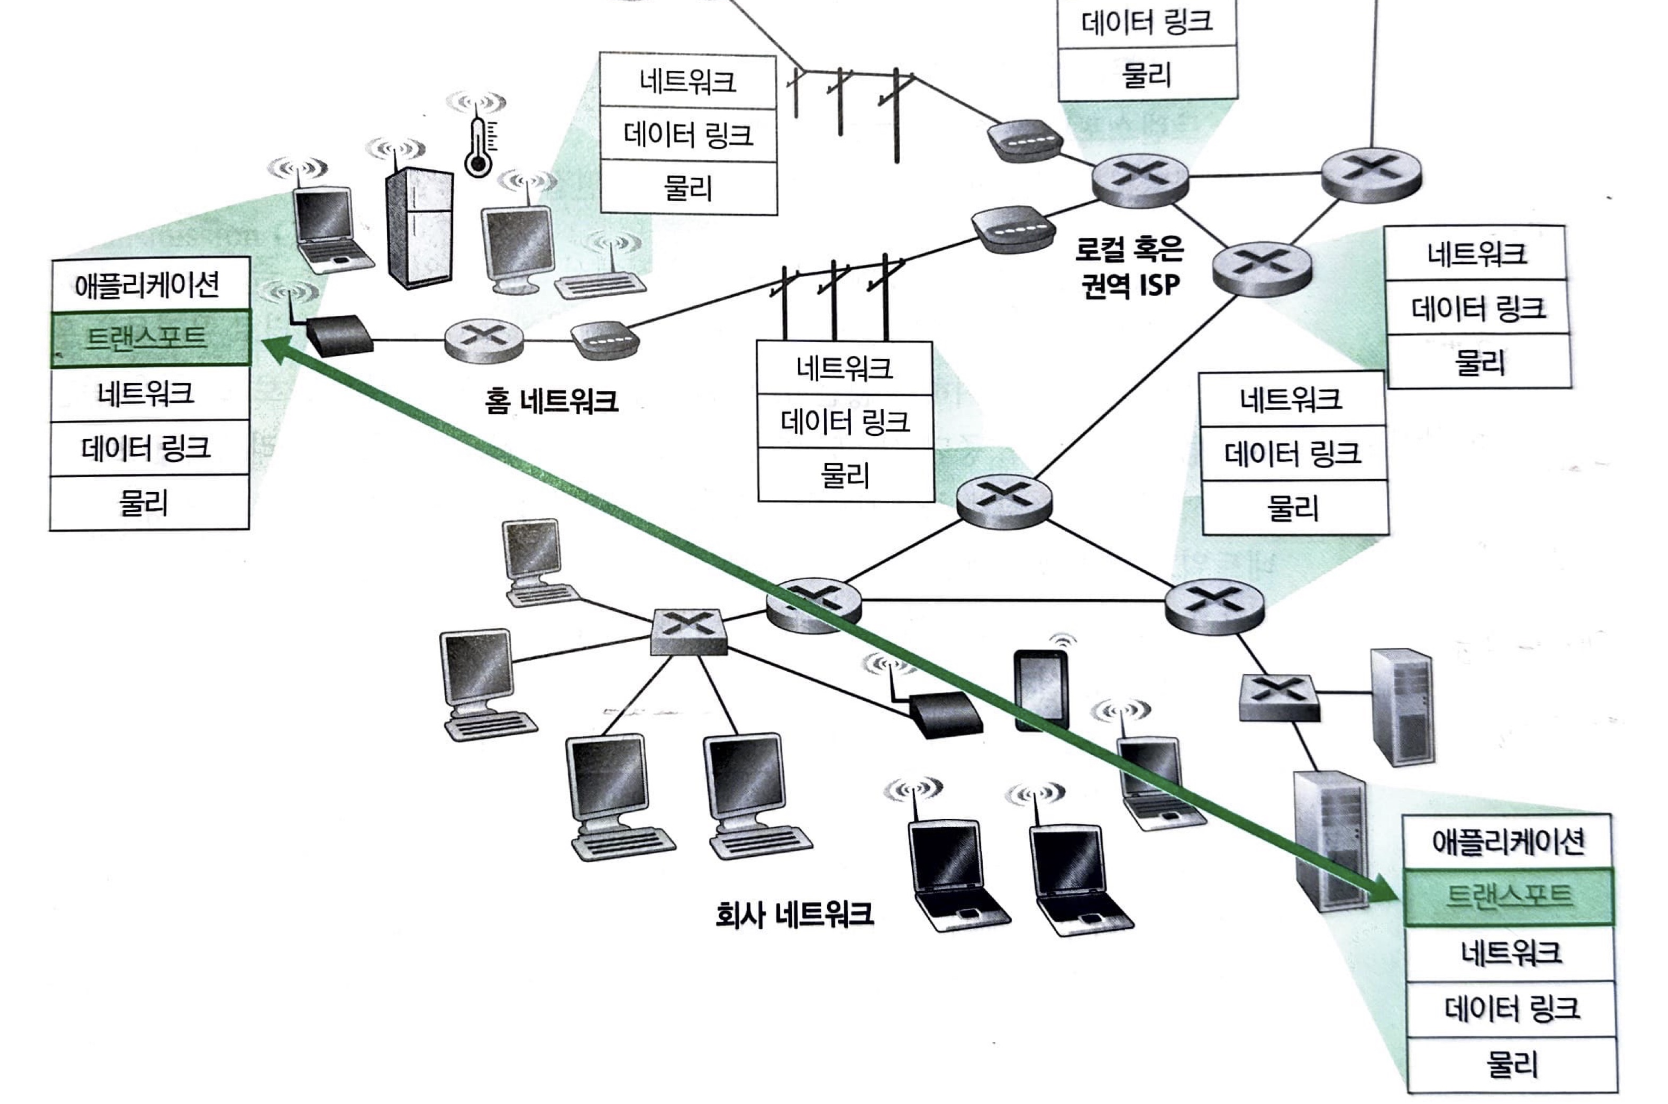 데이터 링크
물리
네트워크
데이터 링크
물리
로컬 혹은
권역 ISP
네트워크
데이터 링크
물리
애플리케이션
트랜스포트
네트워크
데이터 링크
물리
홈 네트워크
네트워크
데이터 링크
물리
네트워크
데이터 링크
물리
회사 네트워크
애플리케이션
트랜스포트
네트워크
데이터 링크
물리